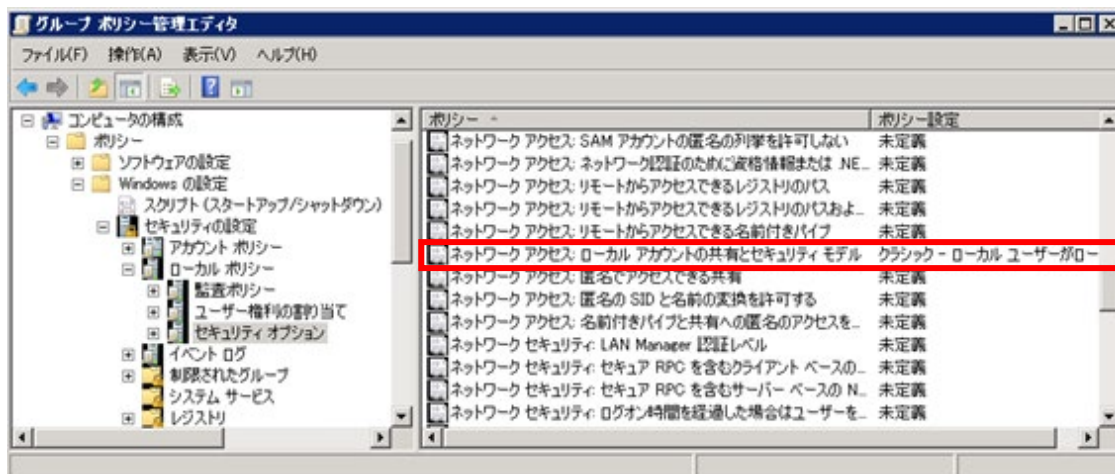 グループ ポリシー管理エディタ
ファイル(F) 操作(A) 表示(V) ヘルプ(H)
コンピュータの構成
ポリシー
ソフトウェアの設定
Windows の設定
スクリプト (スタートアップ/シャットダウン)
セキュリティの設定
アカウント ポリシー
ローカル ポリシー
監査ポリシー
ユーザー権利の割り当て
セキュリティ オプション
イベント ログ
制限されたグループ
システム サービス
レジストリ
ポリシー ポリシー設定
ネットワーク アクセス: SAM アカウントの匿名の列挙を許可しない 未定義
ネットワーク アクセス: ネットワーク認証のために資格情報または .NE... 未定義
ネットワーク アクセス: リモートからアクセスできるレジストリのパス 未定義
ネットワーク アクセス: リモートからアクセスできるレジストリのパスおよ... 未定義
ネットワーク アクセス: リモートからアクセスできる名前付きパイプ 未定義
ネットワーク アクセス: ローカル アカウントの共有とセキュリティ モデル クラシック - ローカル ユーザーがロー
ネットワーク アクセス: 匿名でアクセスできる共有 未定義
ネットワーク アクセス: 匿名の SID と名前の変換を許可する 未定義
ネットワーク アクセス: 名前付きパイプと共有への匿名のアクセスを... 未定義
ネットワーク セキュリティ: LAN Manager 認証レベル 未定義
ネットワーク セキュリティ: セキュア RPC を含むクライアント ベースの... 未定義
ネットワーク セキュリティ: セキュア RPC を含むサーバー ベースの N... 未定義
ネットワーク セキュリティ: ログオン時間を経過した場合はユーザーを... 未定義